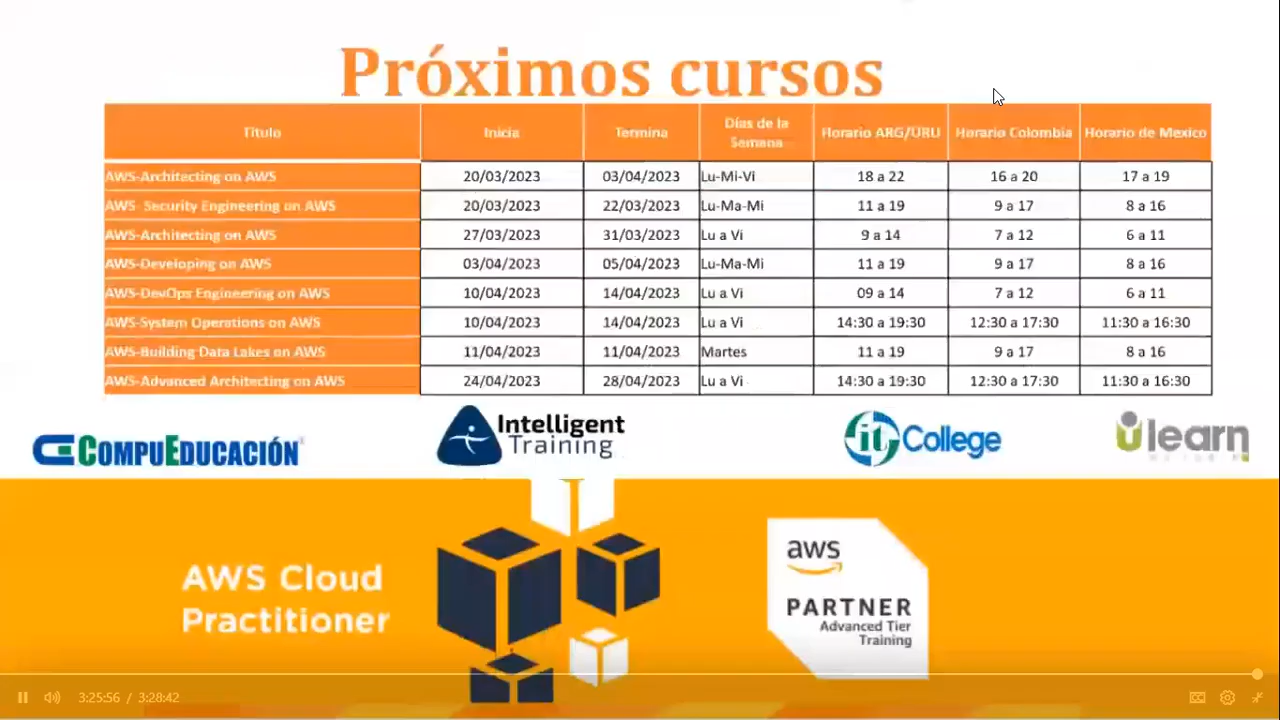 Próximos cursos
Título Inicia Termina Días de la Semana Horario ARG/URU Horario Colombia Horario de Mexico
AWS-Architecting on AWS 20/03/2023 03/04/2023 Lu-Mi-Vi 18 a 22 16 a 20 17 a 19
AWS- Security Engineering on AWS 20/03/2023 22/03/2023 Lu-Ma-Mi 11 a 19 9 a 17 8 a 16
AWS-Architecting on AWS 27/03/2023 31/03/2023 Lu a Vi 9 a 14 7 a 12 6 a 11
AWS-Developing on AWS 03/04/2023 05/04/2023 Lu-Ma-Mi 11 a 19 9 a 17 8 a 16
AWS-DevOps Engineering on AWS 10/04/2023 14/04/2023 Lu a Vi 09 a 14 7 a 12 6 a 11
AWS-System Operations on AWS 10/04/2023 14/04/2023 Lu a Vi 14:30 a 19:30 12:30 a 17:30 11:30 a 16:30
AWS-Building Data Lakes on AWS 11/04/2023 11/04/2023 Martes 11 a 19 9 a 17 8 a 16
AWS-Advanced Architecting on AWS 24/04/2023 28/04/2023 Lu a Vi 14:30 a 19:30 12:30 a 17:30 11:30 a 16:30
COMPUEDUCACIÓN
Intelligent
Training
it College
ulearn
AWS Cloud
Practitioner
aws
PARTNER
Advanced Tier
Training
3:25:56 / 3:28:42
CC